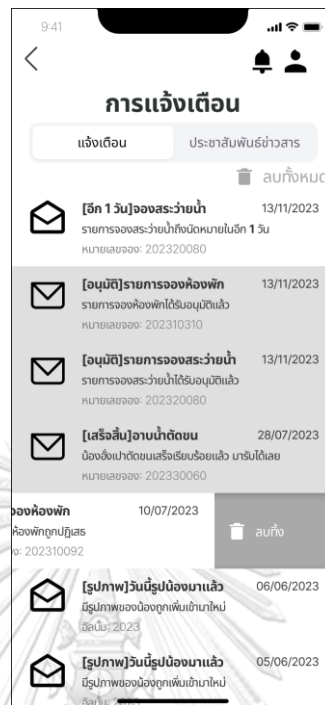 9:41
การแจ้งเตือน
แจ้งเตือน ประชาสัมพันธ์ข่าวสาร
ลบทั้งหมด
[อีก 1 วัน]จองสระว่ายน้ำ 13/11/2023
รายการจองสระว่ายน้ำถึงนัดหมายในอีก 1 วัน
หมายเลขจอง: 202320080
[อนุมัติ]รายการจองห้องพัก 13/11/2023
รายการจองห้องพักได้รับอนุมัติแล้ว
หมายเลขจอง: 202310310
[อนุมัติ]รายการจองสระว่ายน้ำ 13/11/2023
รายการจองสระว่ายน้ำได้รับอนุมัติแล้ว
หมายเลขจอง: 202320080
[เสร็จสิ้น]อาบน้ำตัดขน 28/07/2023
น้องสั่งเปาตัดขนเสร็จเรียบร้อยแล้ว มารับได้เลย
หมายเลขจอง: 202330060
องห้องพัก 10/07/2023
ห้องพักถูกปฏิเสธ
ง: 202310092
ลบทิ้ง
[รูปภาพ]วันนี้รูปน้องมาแล้ว 06/06/2023
มีรูปภาพของน้องถูกเพิ่มเข้ามาใหม่
อัลบั้ม: 2023
[รูปภาพ]วันนี้รูปน้องมาแล้ว 05/06/2023
มีรูปภาพของน้องถูกเพิ่มเข้ามาใหม่